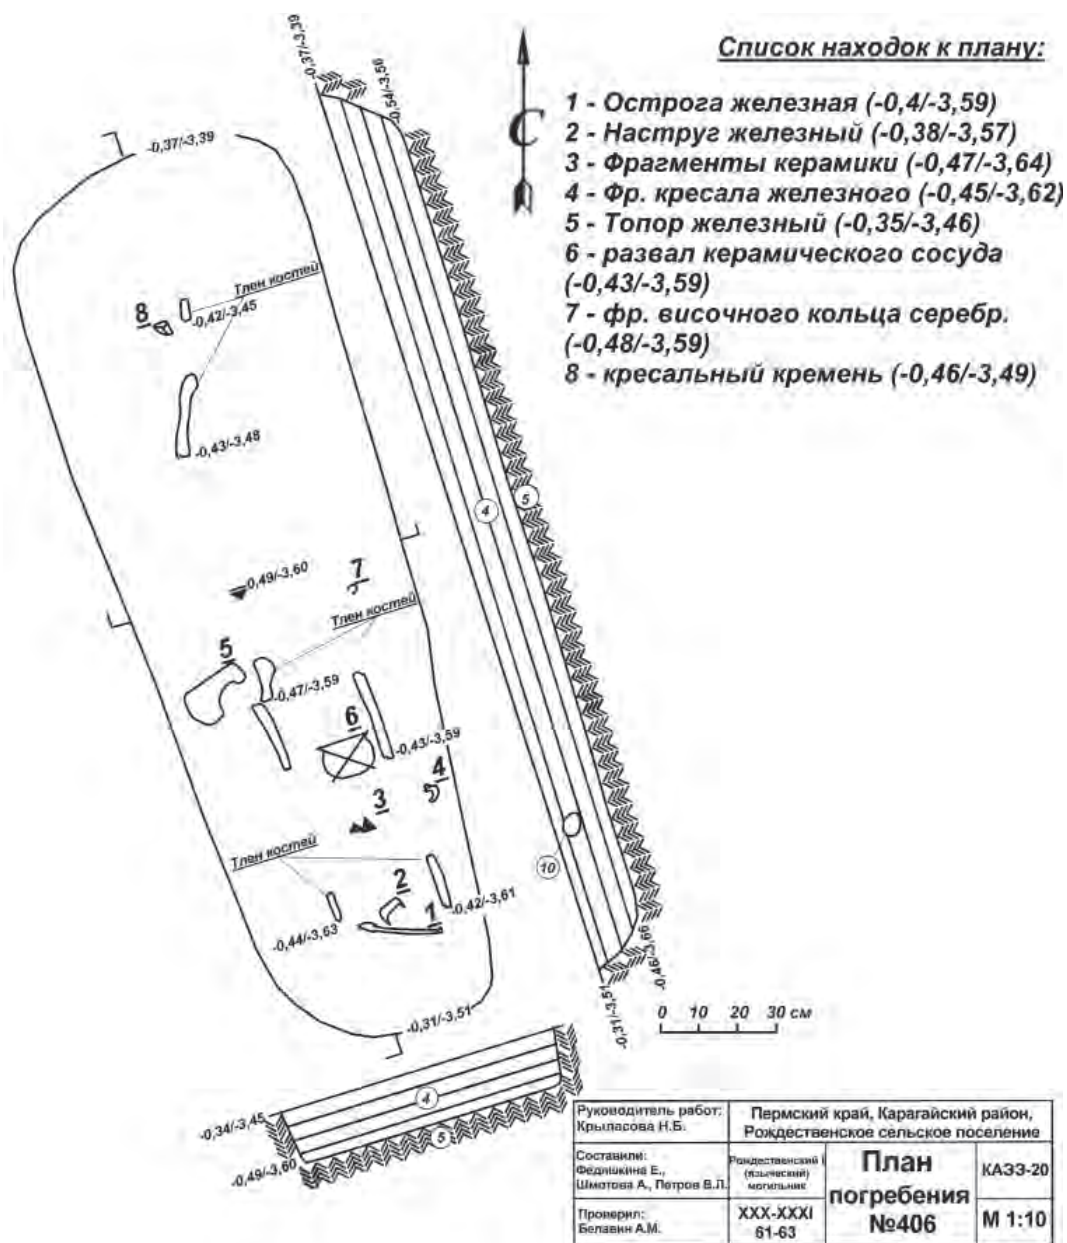 Список находок к плану:
1 - Острога железная (-0,4/-3,59)
2 - Наструг железный (-0,38/-3,57)
3 - Фрагменты керамики (-0,47/-3,64)
4 - Фр. кресала железного (-0,45/-3,62)
5 - Топор железный (-0,35/-3,46)
6 - развал керамического сосуда
(-0,43/-3,59)
7 - фр. височного кольца серебр.
(-0,48/-3,59)
8 - кресальный кремень (-0,46/-3,49)
С
-0,37/-3,39
-0,54/-3,56
-0,37/-3,39
Тлен костей
8
-0,42/-3,45
-0,43/-3,48
4
5
-0,49/-3,60
7
Тлен костей
5
-0,47/-3,59
6
-0,43/-3,59
4
3
Тлен костей
10
2
1
-0,42/-3,61
-0,44/-3,63
-0,46/-3,66
-0,31/-3,51
-0,31/-3,51
0 10 20 30 см
4
-0,34/-3,45
5
-0,49/-3,60
Руководитель работ:
Крыласова Н.Б.
Пермский край, Карагайский район,
Рождественское сельское поселение
Составили:
Федяшкина Е.,
Шмотова А., Петров В.Л.
Рождественский I
(языческий)
могильник
План
погребения
№406
КАЭЭ-20
Проверил:
Белавин А.М.
XXX-XXXI
61-63
М 1:10